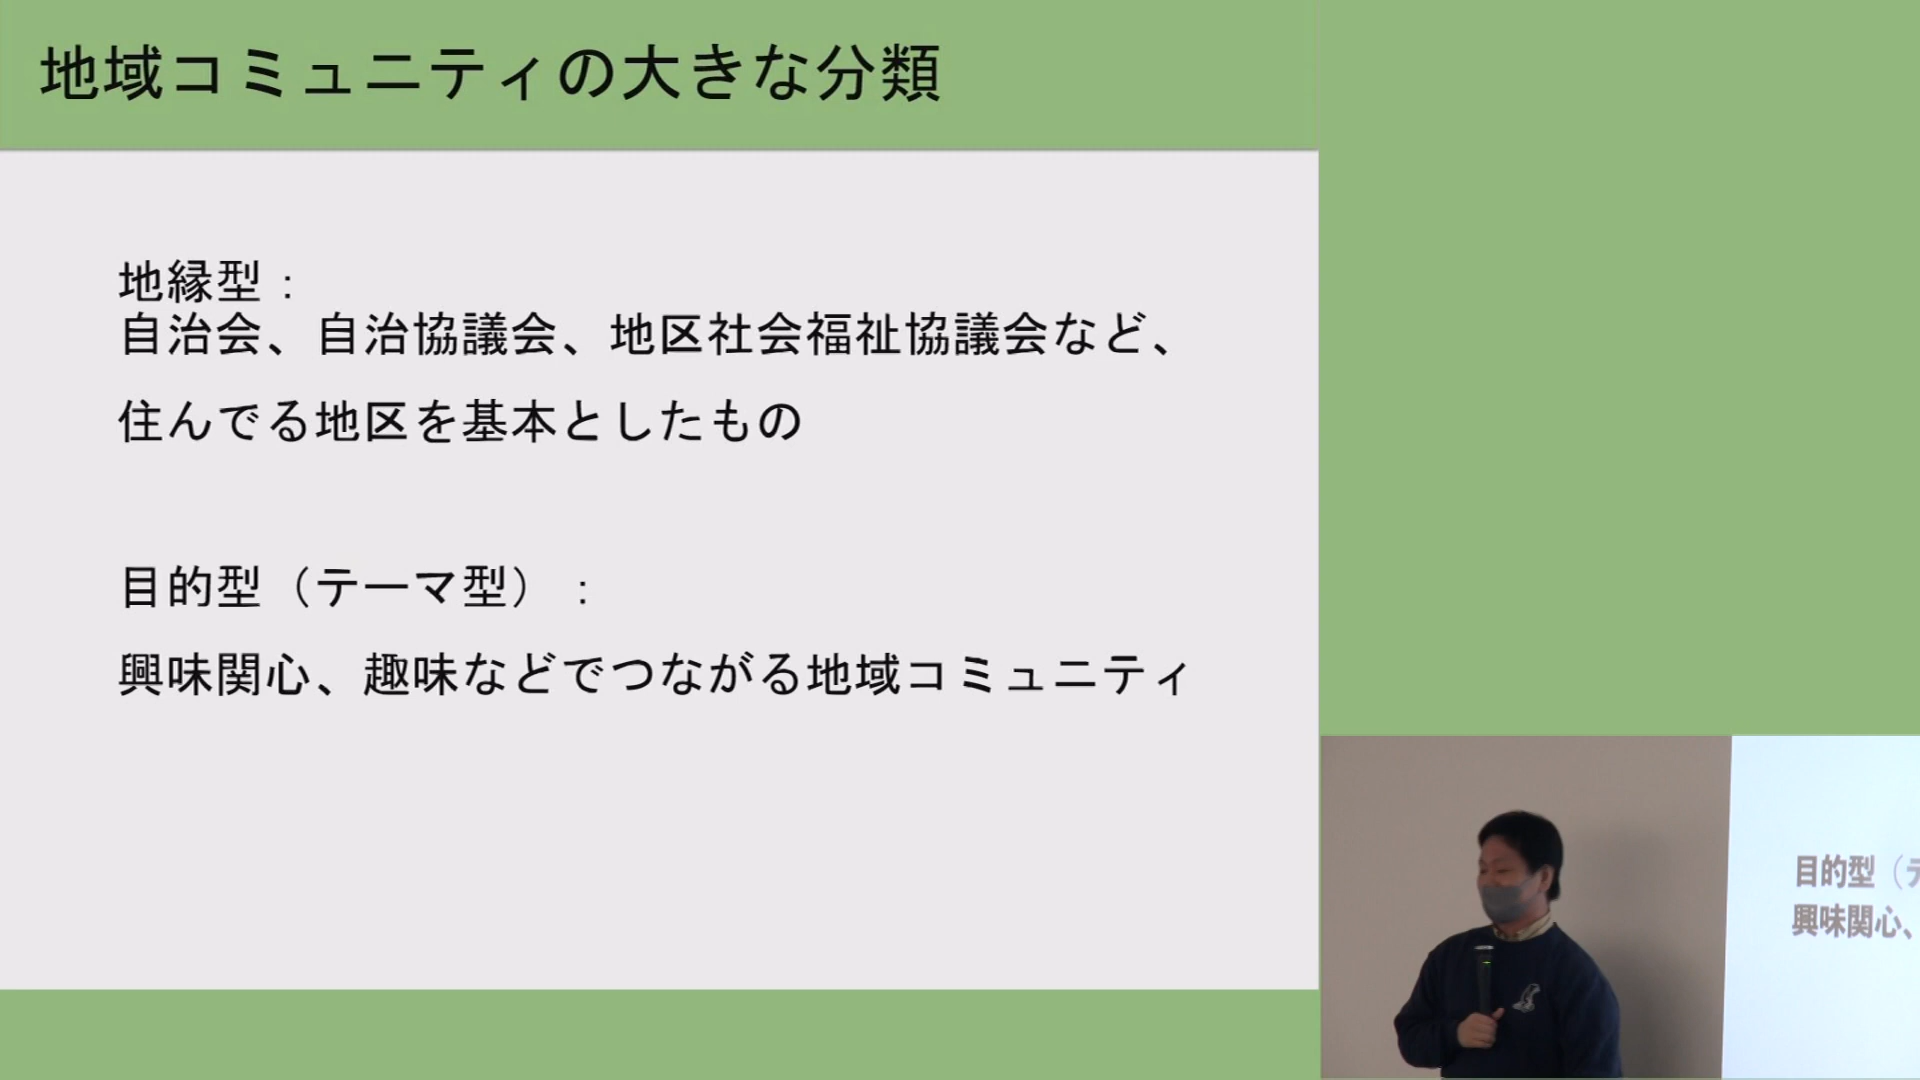 地域コミュニティの大きな分類
地縁型：
自治会、自治協議会、地区社会福祉協議会など、
住んでる地区を基本としたもの
目的型（テーマ型）：
興味関心、趣味などでつながる地域コミュニティ
目的型（テ
興味関心、